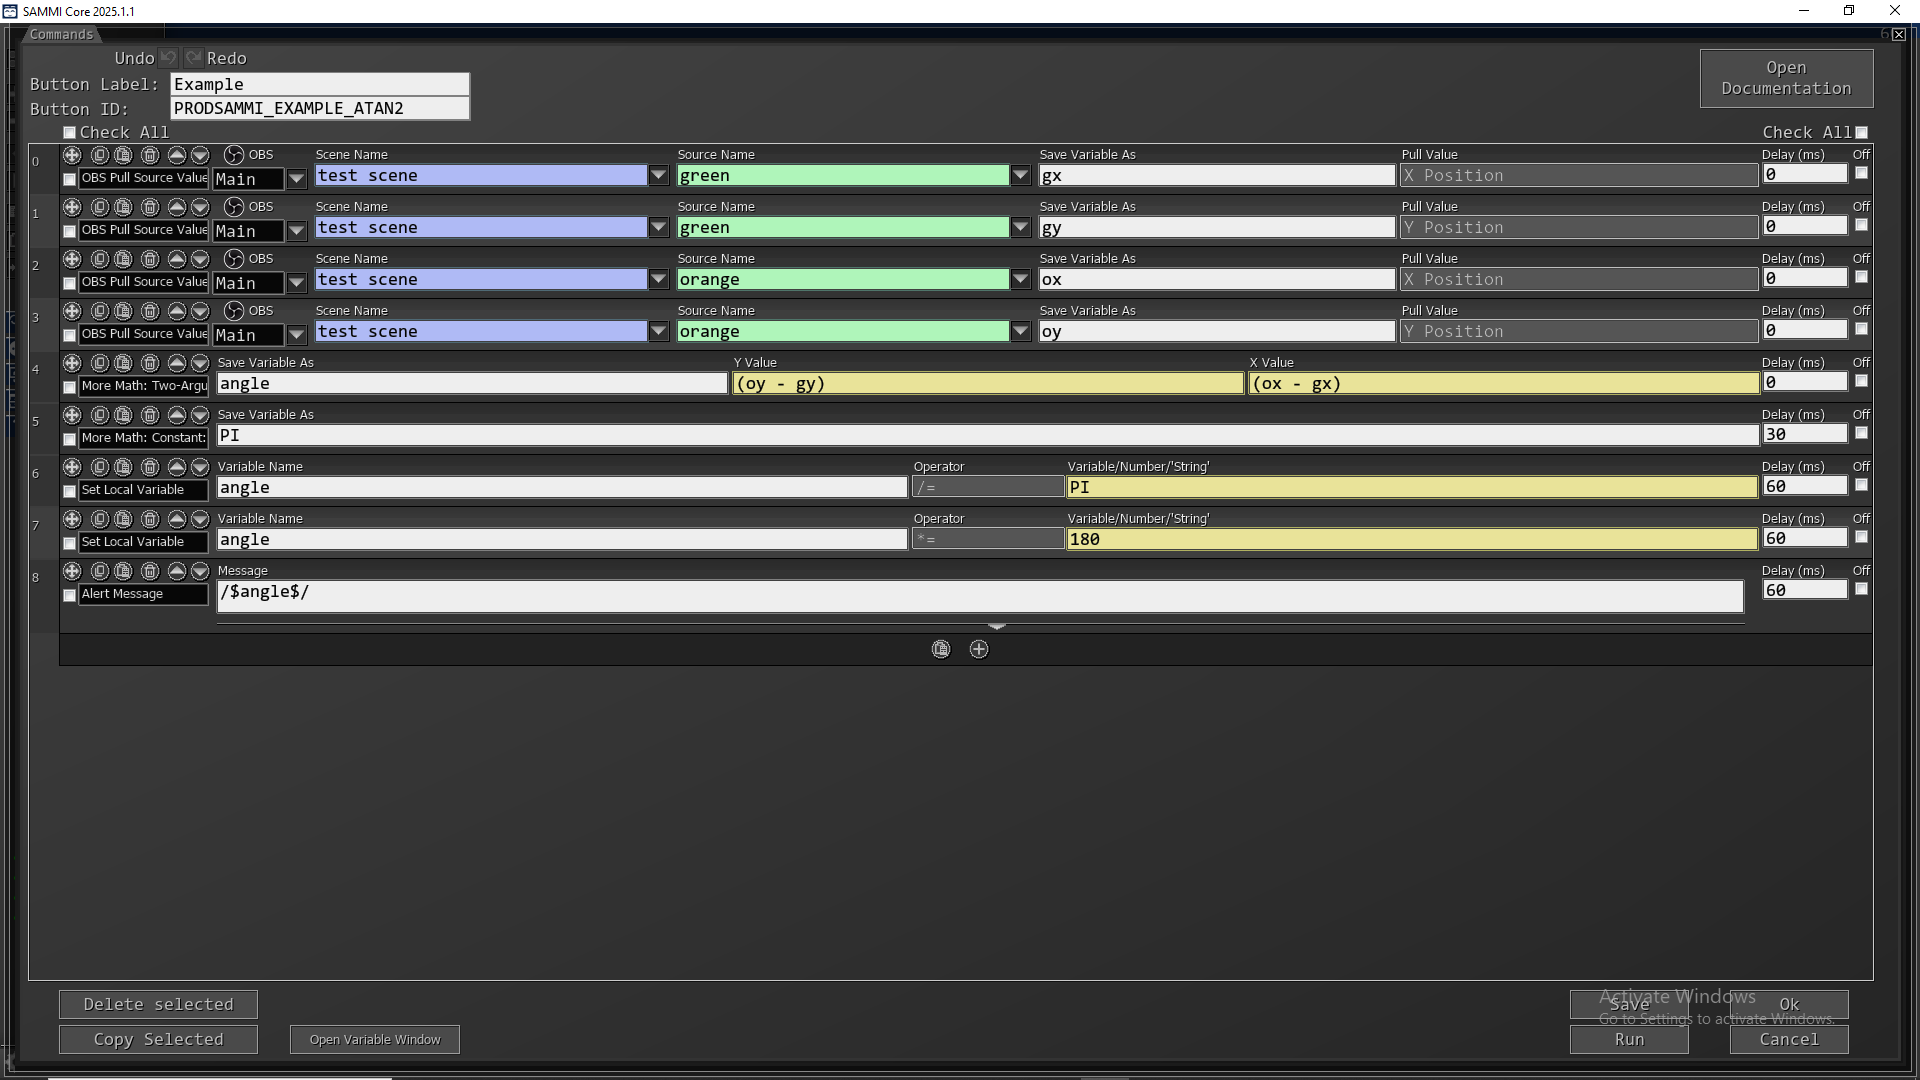 SAMMI Core 2025.1.1
Commands
Undo Redo
Button Label: Example
Button ID: PRODSAMMI_EXAMPLE_ATAN2
Open
Documentation
Check All Check All
0 OBS Scene Name Source Name Save Variable As Pull Value Delay (ms) Off
OBS Pull Source Value Main test scene green gx X Position 0
1 OBS Scene Name Source Name Save Variable As Pull Value Delay (ms) Off
OBS Pull Source Value Main test scene green gy Y Position 0
2 OBS Scene Name Source Name Save Variable As Pull Value Delay (ms) Off
OBS Pull Source Value Main test scene orange ox X Position 0
3 OBS Scene Name Source Name Save Variable As Pull Value Delay (ms) Off
OBS Pull Source Value Main test scene orange oy Y Position 0
4 Save Variable As Y Value X Value Delay (ms) Off
More Math: Two-Argu angle (oy - gy) (ox - gx) 0
5 Save Variable As Delay (ms) Off
More Math: Constant: PI 30
6 Variable Name Operator Variable/Number/'String' Delay (ms) Off
Set Local Variable angle /= PI 60
7 Variable Name Operator Variable/Number/'String' Delay (ms) Off
Set Local Variable angle *= 180 60
8 Message Delay (ms) Off
Alert Message /$angle$/ 60
Delete selected Save Ok
Copy Selected Open Variable Window Run Cancel
Activate Windows
Go to Settings to activate Windows.